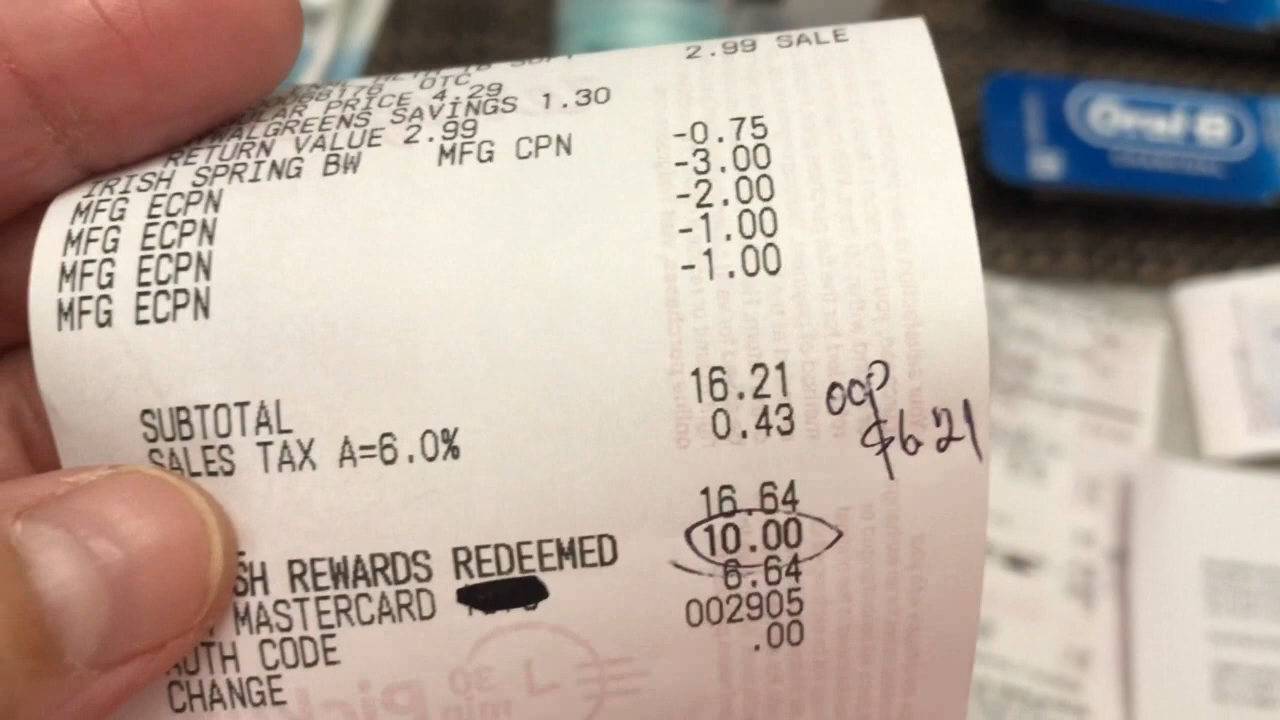 2.99 SALE
OTC
PRICE 4.29
WALGREENS SAVINGS 1.30
RETURN VALUE 2.99
IRISH SPRING BW MFG CPN -0.75
MFG ECPN -3.00
MFG ECPN -2.00
MFG ECPN -1.00
MFG ECPN -1.00
SUBTOTAL 16.21
SALES TAX A=6.0% 0.43
16.64
REWARDS REDEEMED 10.00
MASTERCARD 6.64
AUTH CODE 002905
CHANGE .00
OOP
$6 21
Oral-B